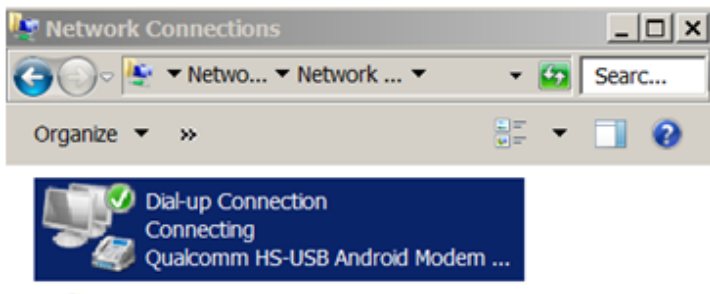 Network Connections
Netwo... Network ... Searc...
Organize »
Dial-up Connection
Connecting
Qualcomm HS-USB Android Modem ...